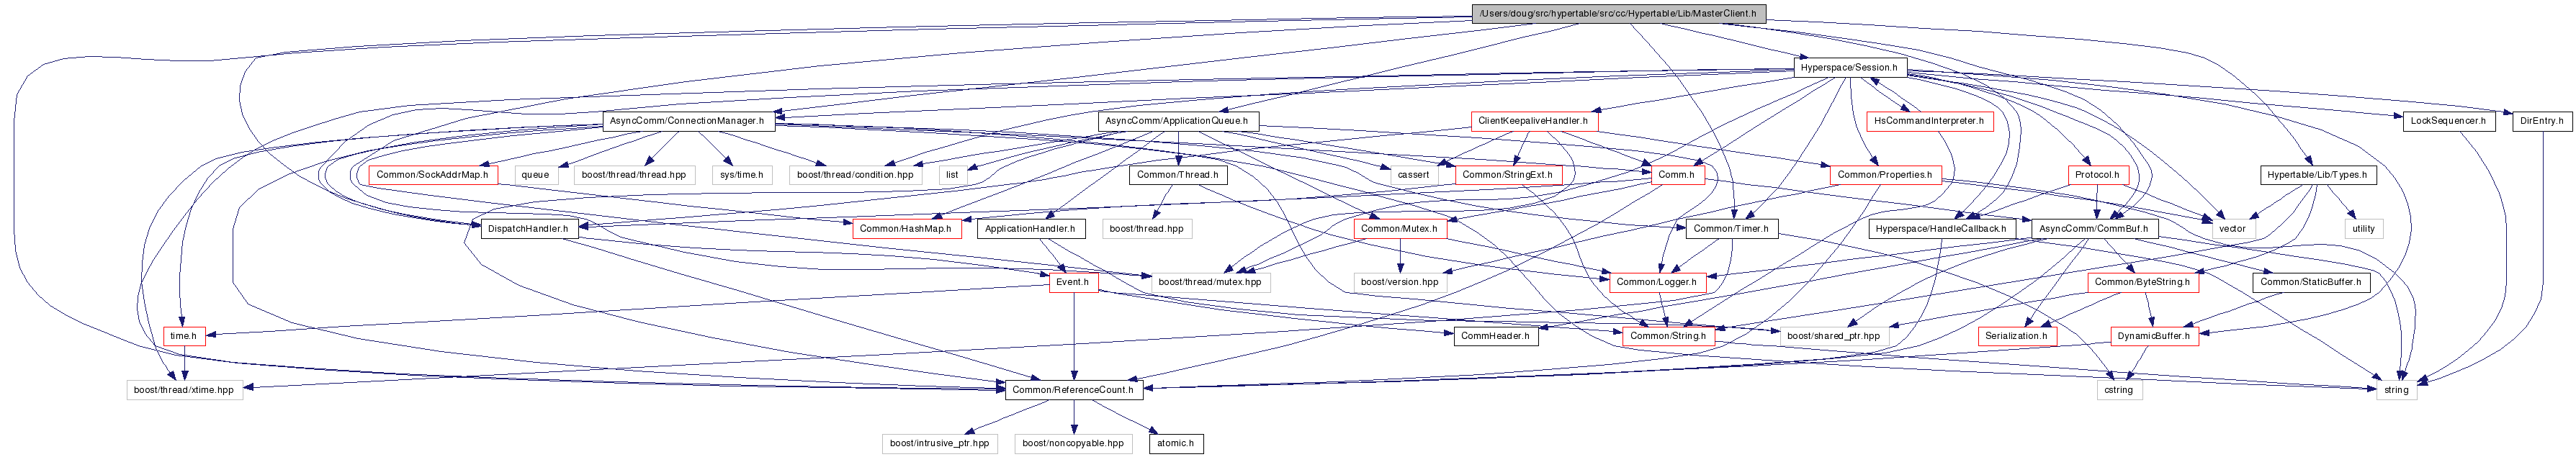 /Users/doug/src/hypertable/src/cc/Hypertable/Lib/MasterClient.h
Hyperspace/Session.h
AsyncComm/ConnectionManager.h
AsyncComm/ApplicationQueue.h
ClientKeepaliveHandler.h
HsCommandInterpreter.h
LockSequencer.h
DirEntry.h
Common/SockAddrMap.h
queue
boost/thread/thread.hpp
sys/time.h
boost/thread/condition.hpp
list
Common/Thread.h
cassert
Common/StringExt.h
Comm.h
Common/Properties.h
Protocol.h
Hypertable/Lib/Types.h
DispatchHandler.h
Common/HashMap.h
ApplicationHandler.h
boost/thread.hpp
Common/Mutex.h
Common/Timer.h
Hyperspace/HandleCallback.h
AsyncComm/CommBuf.h
vector
utility
boost/thread/mutex.hpp
Event.h
boost/version.hpp
Common/Logger.h
Common/ByteString.h
Common/StaticBuffer.h
time.h
CommHeader.h
Common/String.h
boost/shared_ptr.hpp
Serialization.h
DynamicBuffer.h
boost/thread/xtime.hpp
Common/ReferenceCount.h
cstring
string
boost/intrusive_ptr.hpp
boost/noncopyable.hpp
atomic.h